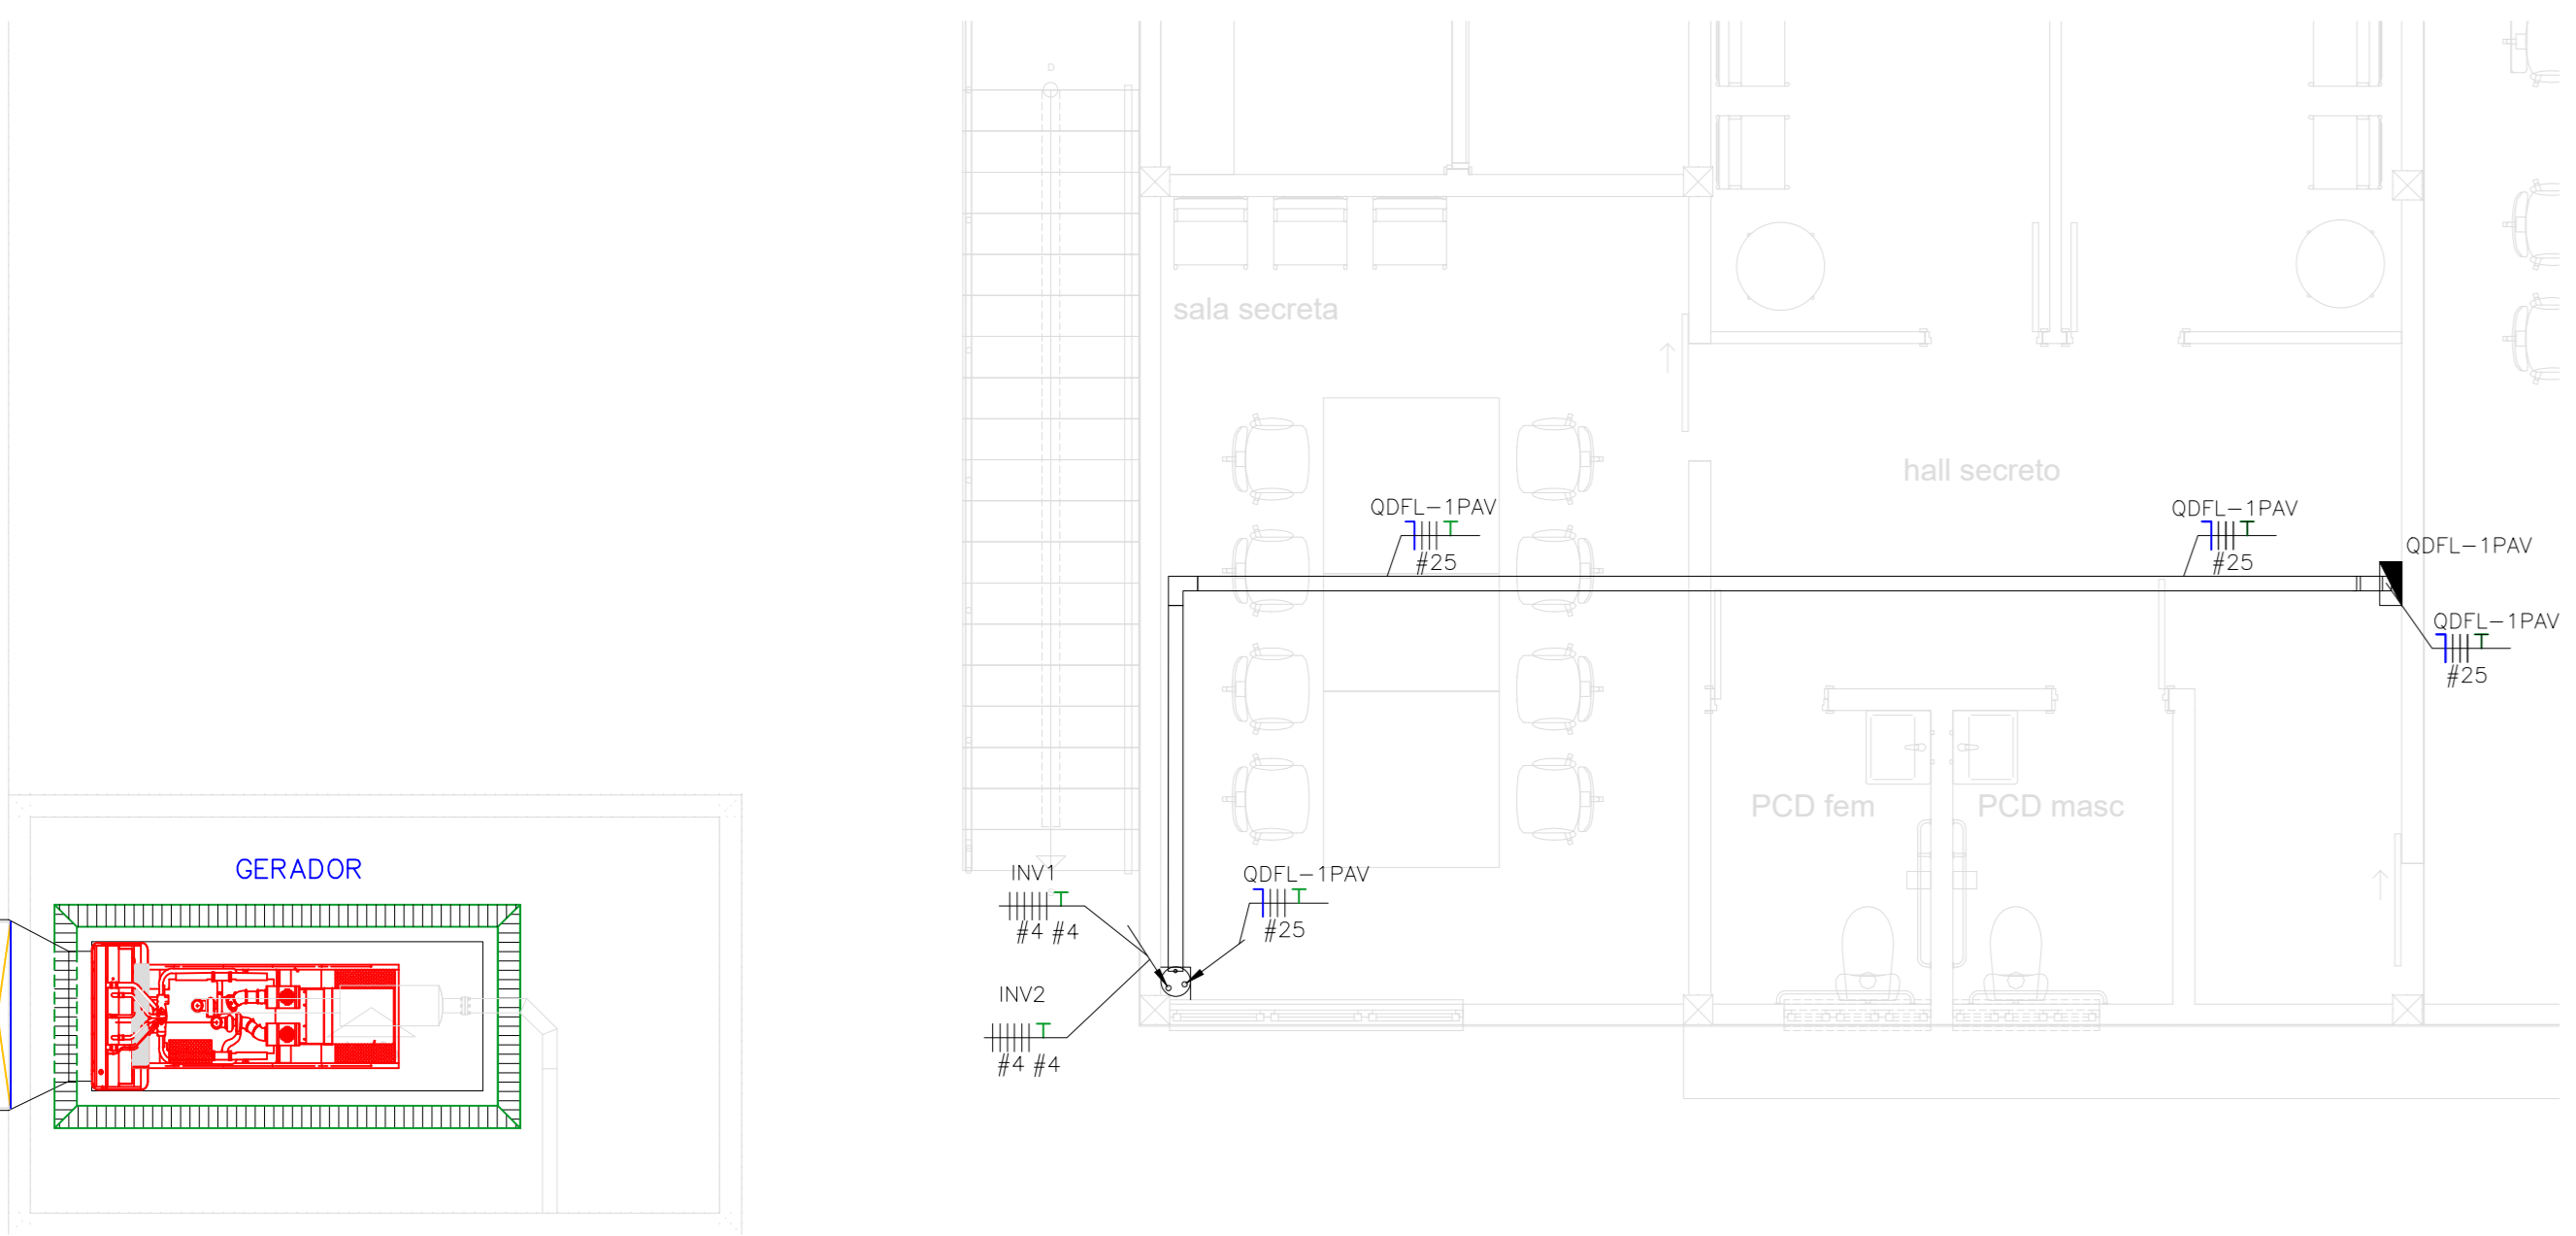 D
sala secreta
hall secreto
QDFL-1PAV
#25
QDFL-1PAV
#25
QDFL-1PAV
QDFL-1PAV
#25
PCD fem
PCD masc
GERADOR
INV1
#4 #4
QDFL-1PAV
#25
INV2
#4 #4